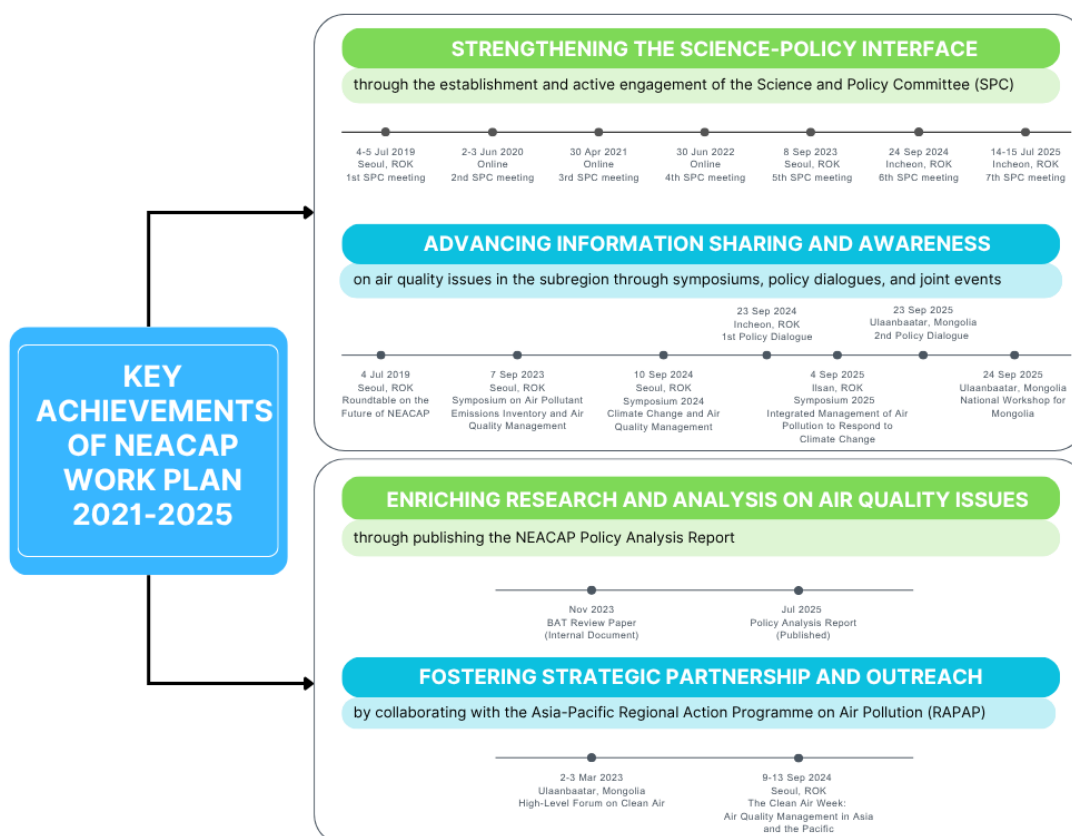 KEY
ACHIEVEMENTS
OF NEACAP
WORK PLAN
2021-2025
STRENGTHENING THE SCIENCE-POLICY INTERFACE
through the establishment and active engagement of the Science and Policy Committee (SPC)
4-5 Jul 2019
Seoul, ROK
1st SPC meeting
2-3 Jun 2020
Online
2nd SPC meeting
30 Apr 2021
Online
3rd SPC meeting
30 Jun 2022
Online
4th SPC meeting
8 Sep 2023
Seoul, ROK
5th SPC meeting
24 Sep 2024
Incheon, ROK
6th SPC meeting
14-15 Jul 2025
Incheon, ROK
7th SPC meeting
ADVANCING INFORMATION SHARING AND AWARENESS
on air quality issues in the subregion through symposiums, policy dialogues, and joint events
4 Jul 2019
Seoul, ROK
Roundtable on the
Future of NEACAP
7 Sep 2023
Seoul, ROK
Symposium on Air Pollutant
Emissions Inventory and Air
Quality Management
10 Sep 2024
Seoul, ROK
Symposium 2024
Climate Change and Air
Quality Management
23 Sep 2024
Incheon, ROK
1st Policy Dialogue
4 Sep 2025
Ilsan, ROK
Symposium 2025
Integrated Management of Air
Pollution to Respond to
Climate Change
23 Sep 2025
Ulaanbaatar, Mongolia
2nd Policy Dialogue
24 Sep 2025
Ulaanbaatar, Mongolia
National Workshop for
Mongolia
ENRICHING RESEARCH AND ANALYSIS ON AIR QUALITY ISSUES
through publishing the NEACAP Policy Analysis Report
Nov 2023
BAT Review Paper
(Internal Document)
Jul 2025
Policy Analysis Report
(Published)
FOSTERING STRATEGIC PARTNERSHIP AND OUTREACH
by collaborating with the Asia-Pacific Regional Action Programme on Air Pollution (RAPAP)
2-3 Mar 2023
Ulaanbaatar, Mongolia
High-Level Forum on Clean Air
9-13 Sep 2024
Seoul, ROK
The Clean Air Week:
Air Quality Management in Asia
and the Pacific